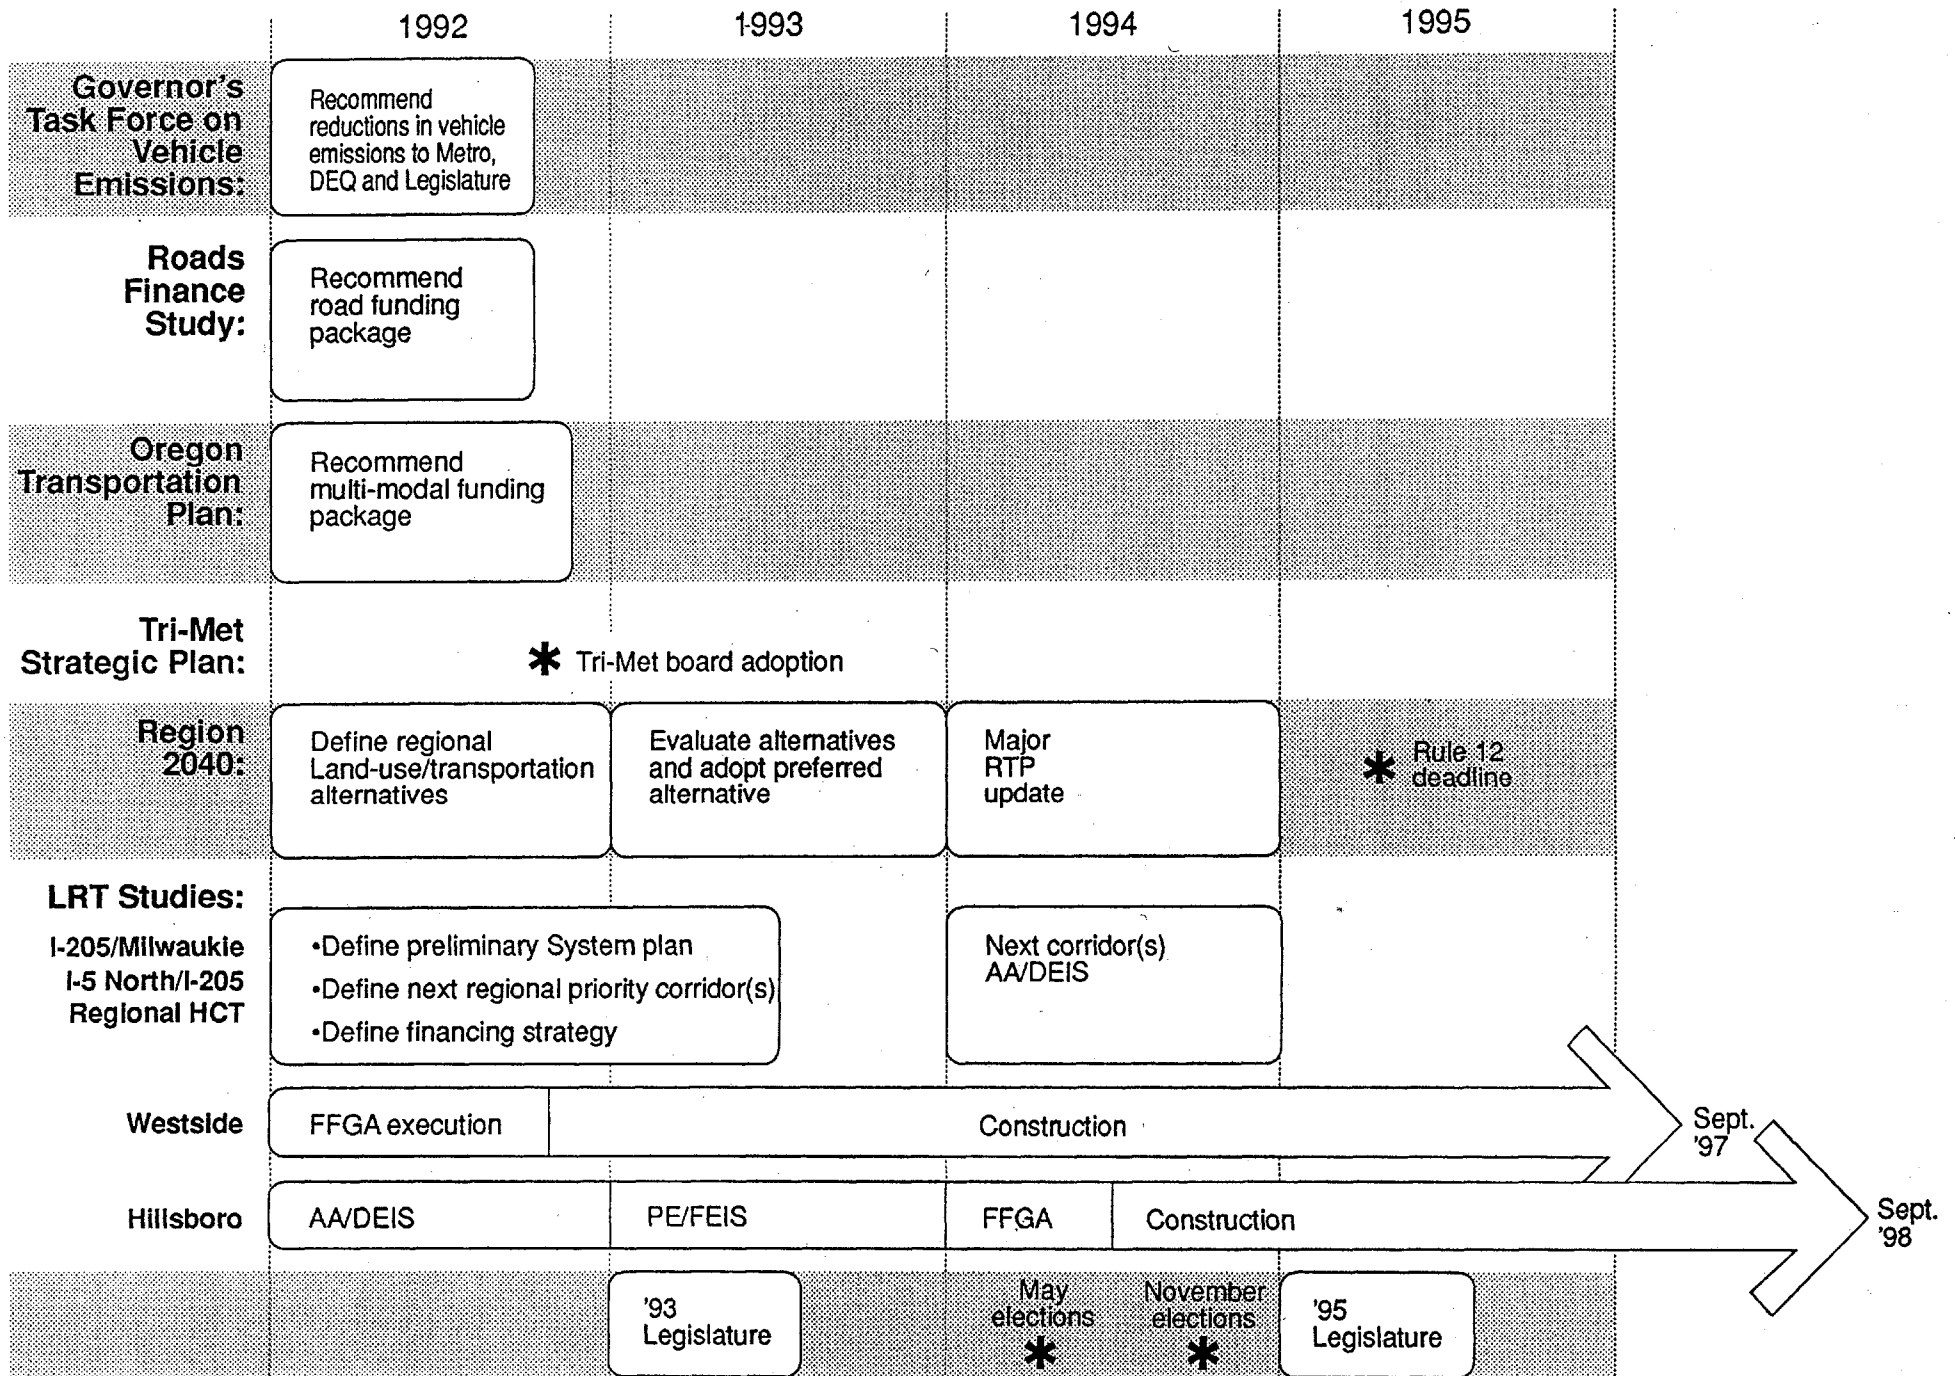 1992 1993 1994 1995
Governor's
Task Force on
Vehicle
Emissions:
Recommend
reductions in vehicle
emissions to Metro,
DEQ and Legislature
Roads
Finance
Study:
Recommend
road funding
package
Oregon
Transportation
Plan:
Recommend
multi-modal funding
package
Tri-Met
Strategic Plan:
* Tri-Met board adoption
Region
2040:
Define regional
Land-use/transportation
alternatives
Evaluate alternatives
and adopt preferred
alternative
Major
RTP
update
* Rule 12
deadline
LRT Studies:
I-205/Milwaukie
I-5 North/I-205
Regional HCT
•Define preliminary System plan
•Define next regional priority corridor(s)
•Define financing strategy
Next corridor(s)
AA/DEIS
Westside
FFGA execution
Construction
Sept.
'97
Hillsboro
AA/DEIS
PE/FEIS
FFGA
Construction
Sept.
'98
'93
Legislature
May
elections
*
November
elections
*
'95
Legislature